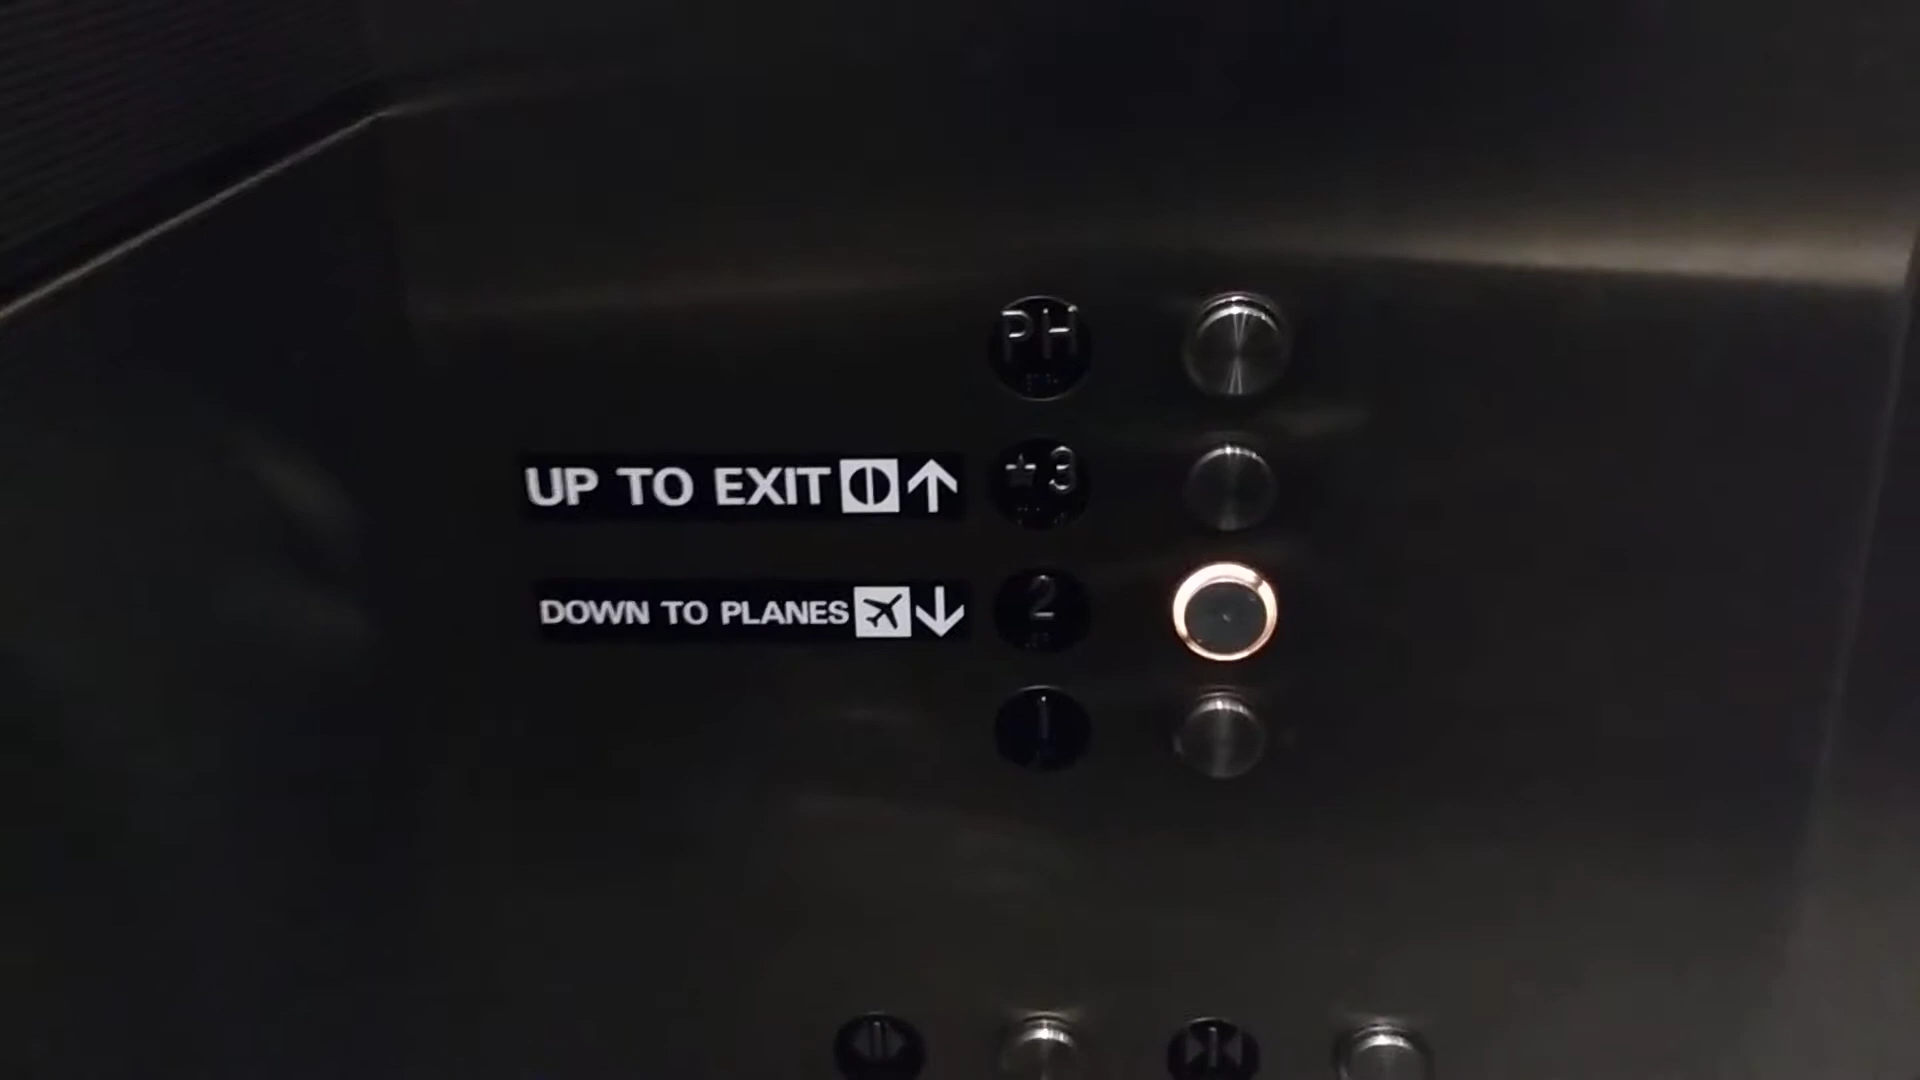 PH
UP TO EXIT ↑ ★3
DOWN TO PLANES ↓ 2
1